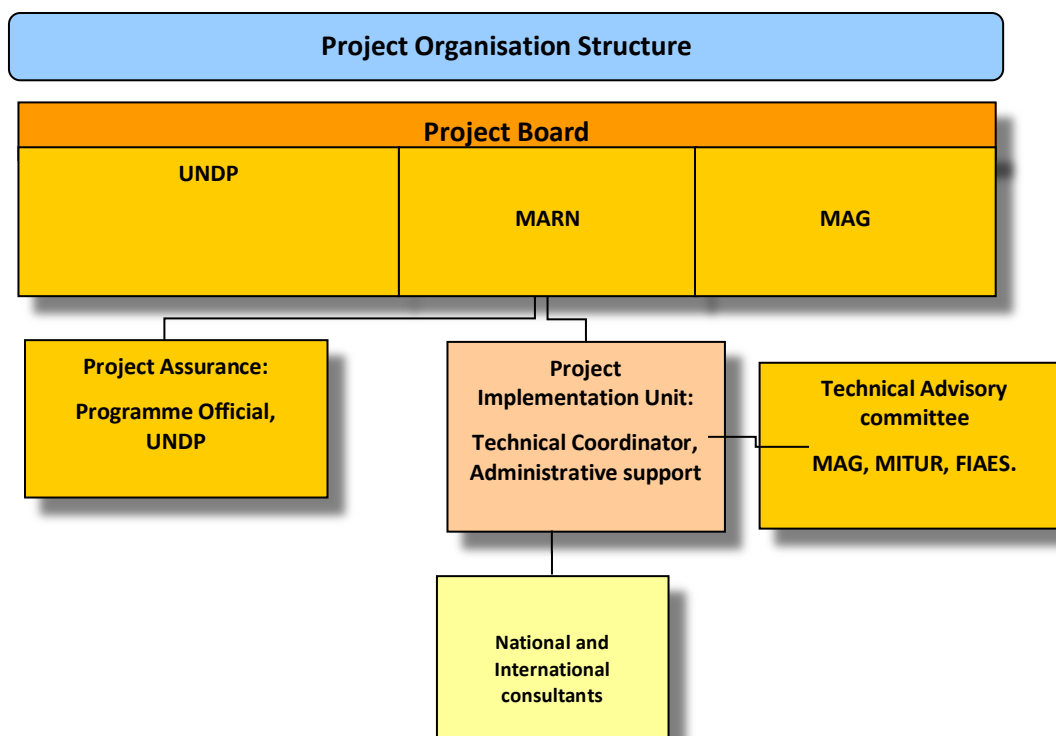 Project Organisation Structure
Project Board
UNDP
MARN
MAG
Project Assurance:
Programme Official,
UNDP
Project
Implementation Unit:
Technical Coordinator,
Administrative support
Technical Advisory
committee
MAG, MITUR, FIAES.
National and
International
consultants